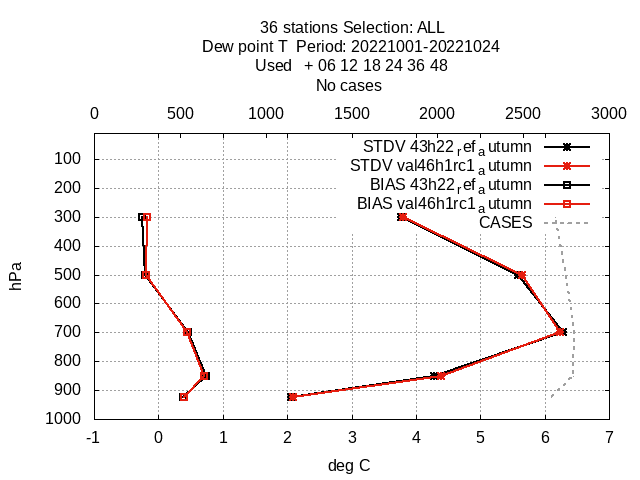 36 stations Selection: ALL
Dew point T  Period: 20221001-20221024
Used   + 06 12 18 24 36 48
No cases
0 500 1000 1500 2000 2500 3000
STDV 43h22_ref_autumn
STDV val46h1rc1_autumn
BIAS 43h22_ref_autumn
BIAS val46h1rc1_autumn
CASES
hPa
100
200
300
400
500
600
700
800
900
1000
-1 0 1 2 3 4 5 6 7
deg C